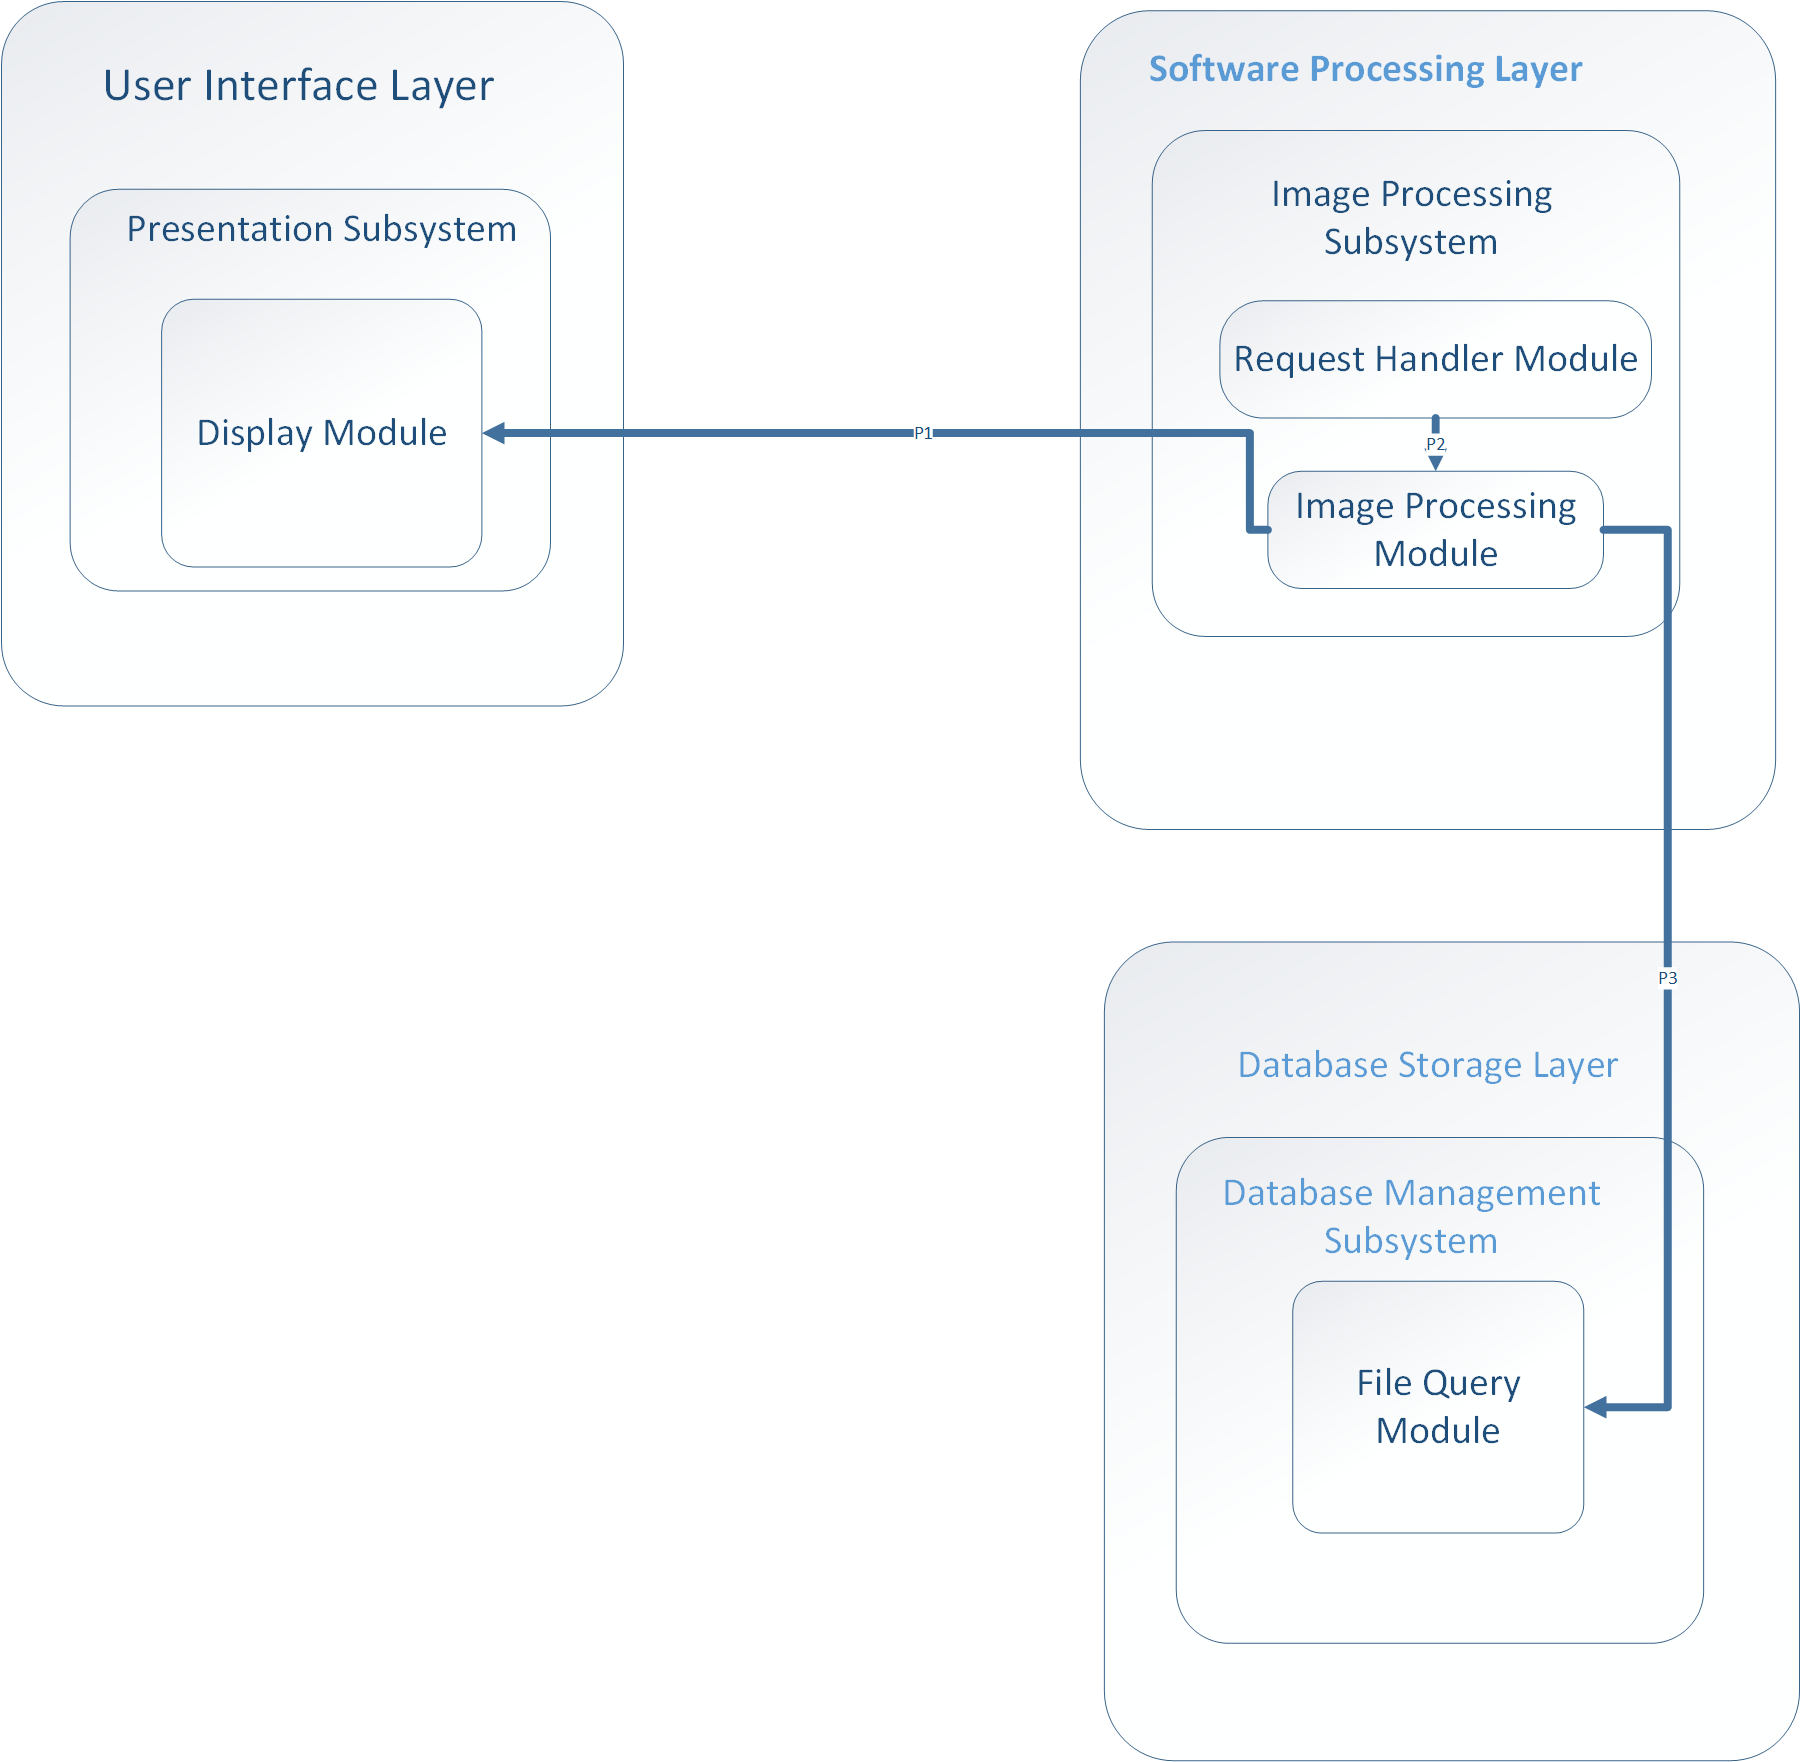 User Interface Layer
Presentation Subsystem
Display Module
P1
Software Processing Layer
Image Processing
Subsystem
Request Handler Module
P2
Image Processing
Module
P3
Database Storage Layer
Database Management
Subsystem
File Query
Module